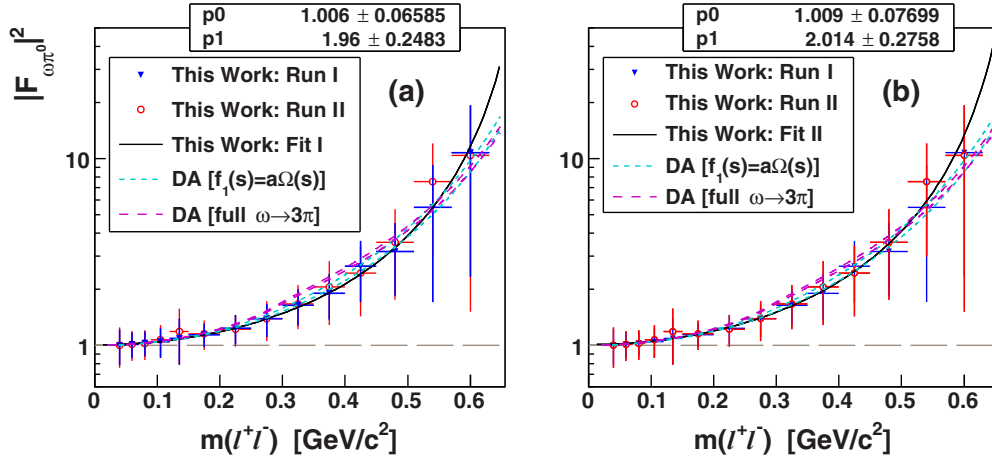 p0 1.006 ± 0.06585
p1 1.96 ± 0.2483
|F_{ωπ⁰}|²
This Work: Run I
This Work: Run II
This Work: Fit I
DA [f₁(s)=aΩ(s)]
DA [full ω→3π]
(a)
10
1
0 0.1 0.2 0.3 0.4 0.5 0.6
m(l⁺l⁻) [GeV/c²]
p0 1.009 ± 0.07699
p1 2.014 ± 0.2758
This Work: Run I
This Work: Run II
This Work: Fit II
DA [f₁(s)=aΩ(s)]
DA [full ω→3π]
(b)
10
1
0 0.1 0.2 0.3 0.4 0.5 0.6
m(l⁺l⁻) [GeV/c²]